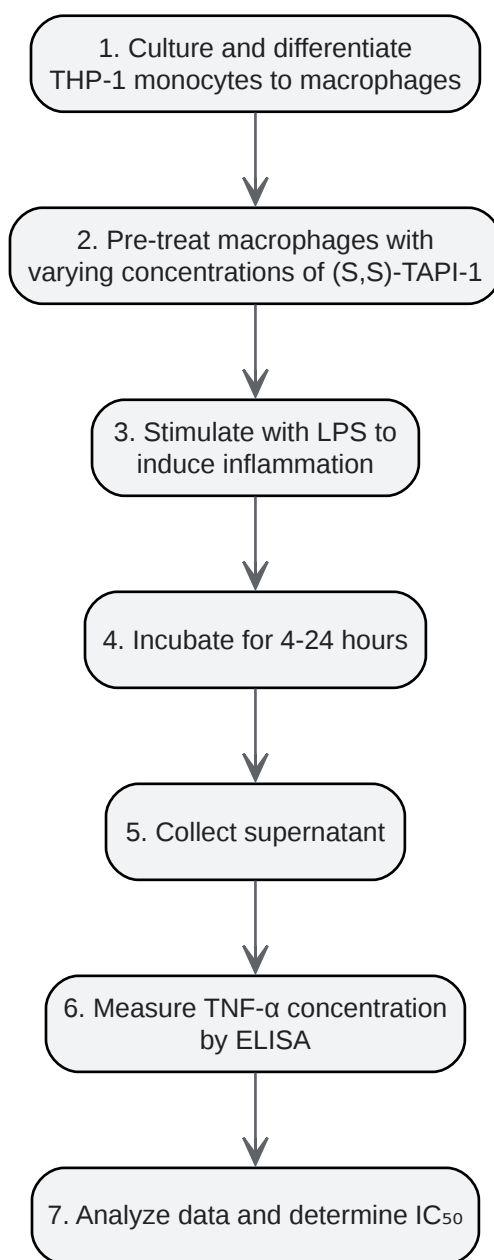 1. Culture and differentiate
THP-1 monocytes to macrophages
2. Pre-treat macrophages with
varying concentrations of (S,S)-TAPI-1
3. Stimulate with LPS to
induce inflammation
4. Incubate for 4-24 hours
5. Collect supernatant
6. Measure TNF-α concentration
by ELISA
7. Analyze data and determine IC₅₀